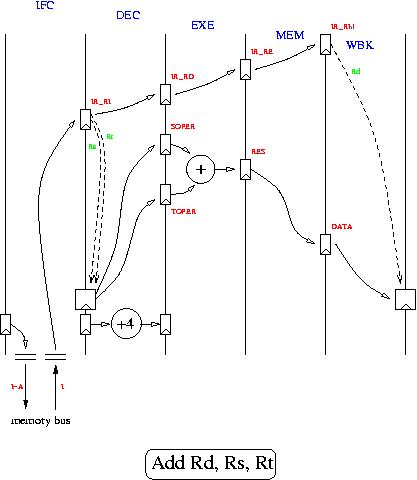 IFC
DEC
EXE
MEM
WBK
IR_RI
IR_RD
IR_RE
IR_RM
Rd
Rt
Rs
SOPER
+
RES
TOPER
DATA
+4
I-A
I
memory bus
Add Rd, Rs, Rt